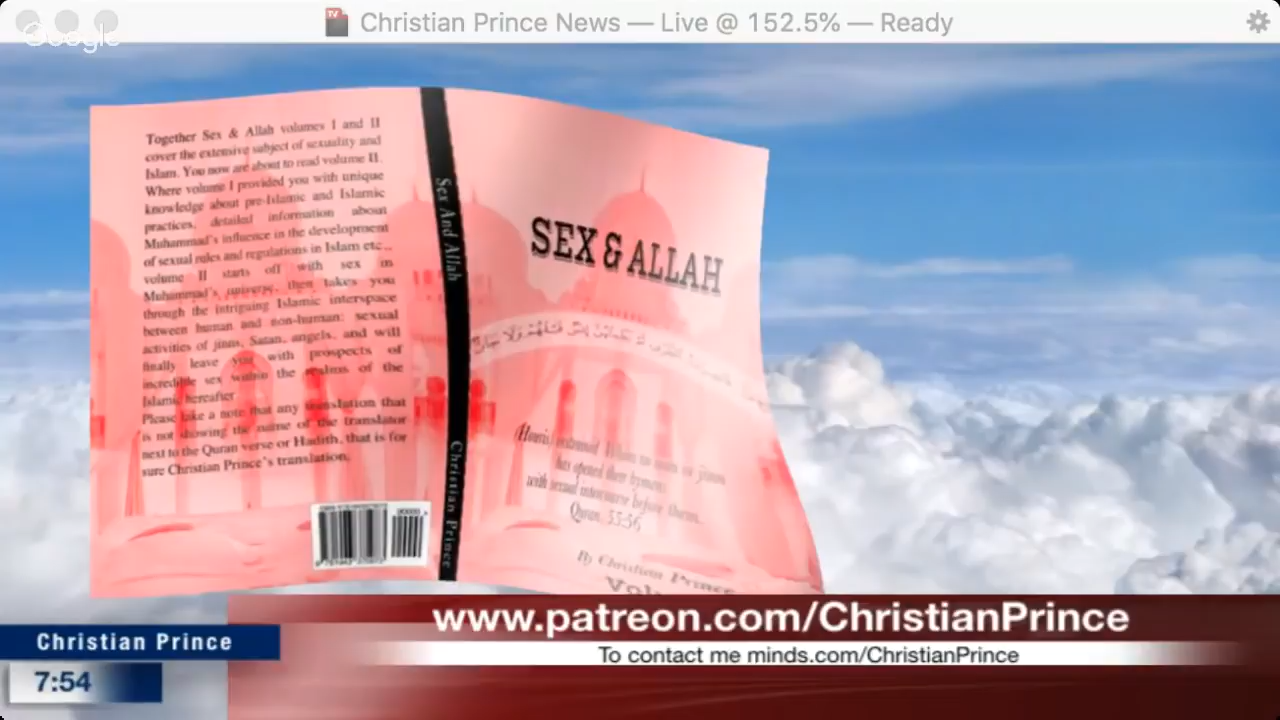 Google
TV
Christian Prince News — Live @ 152.5% — Ready
Together Sex & Allah volumes I and II
cover the extensive subject of sexuality and
Islam. You now are about to read volume II.
Where volume I provided you with unique
knowledge about pre-Islamic and Islamic
practices, detailed information about
Muhammad's influence in the development
of sexual rules and regulations in Islam etc..,
volume II starts off with sex in
Muhammad's universe, then takes you
through the intriguing Islamic interspace
between human and non-human: sexual
activities of jinns, Satan, angels, and will
finally leave you with prospects of
incredible sex within the realms of the
Islamic hereafter
Please take a note that any translation that
is not showing the name of the translator
next to the Quran verse or Hadith, that is for
sure Christian Prince's translation.
Sex And Allah
Christian Prince
SEX & ALLAH
has opened their hymens
with sexual intercourse before them.
Quran 55:56
By Christian Prince
www.patreon.com/ChristianPrince
To contact me minds.com/ChristianPrince
Christian Prince
7:54